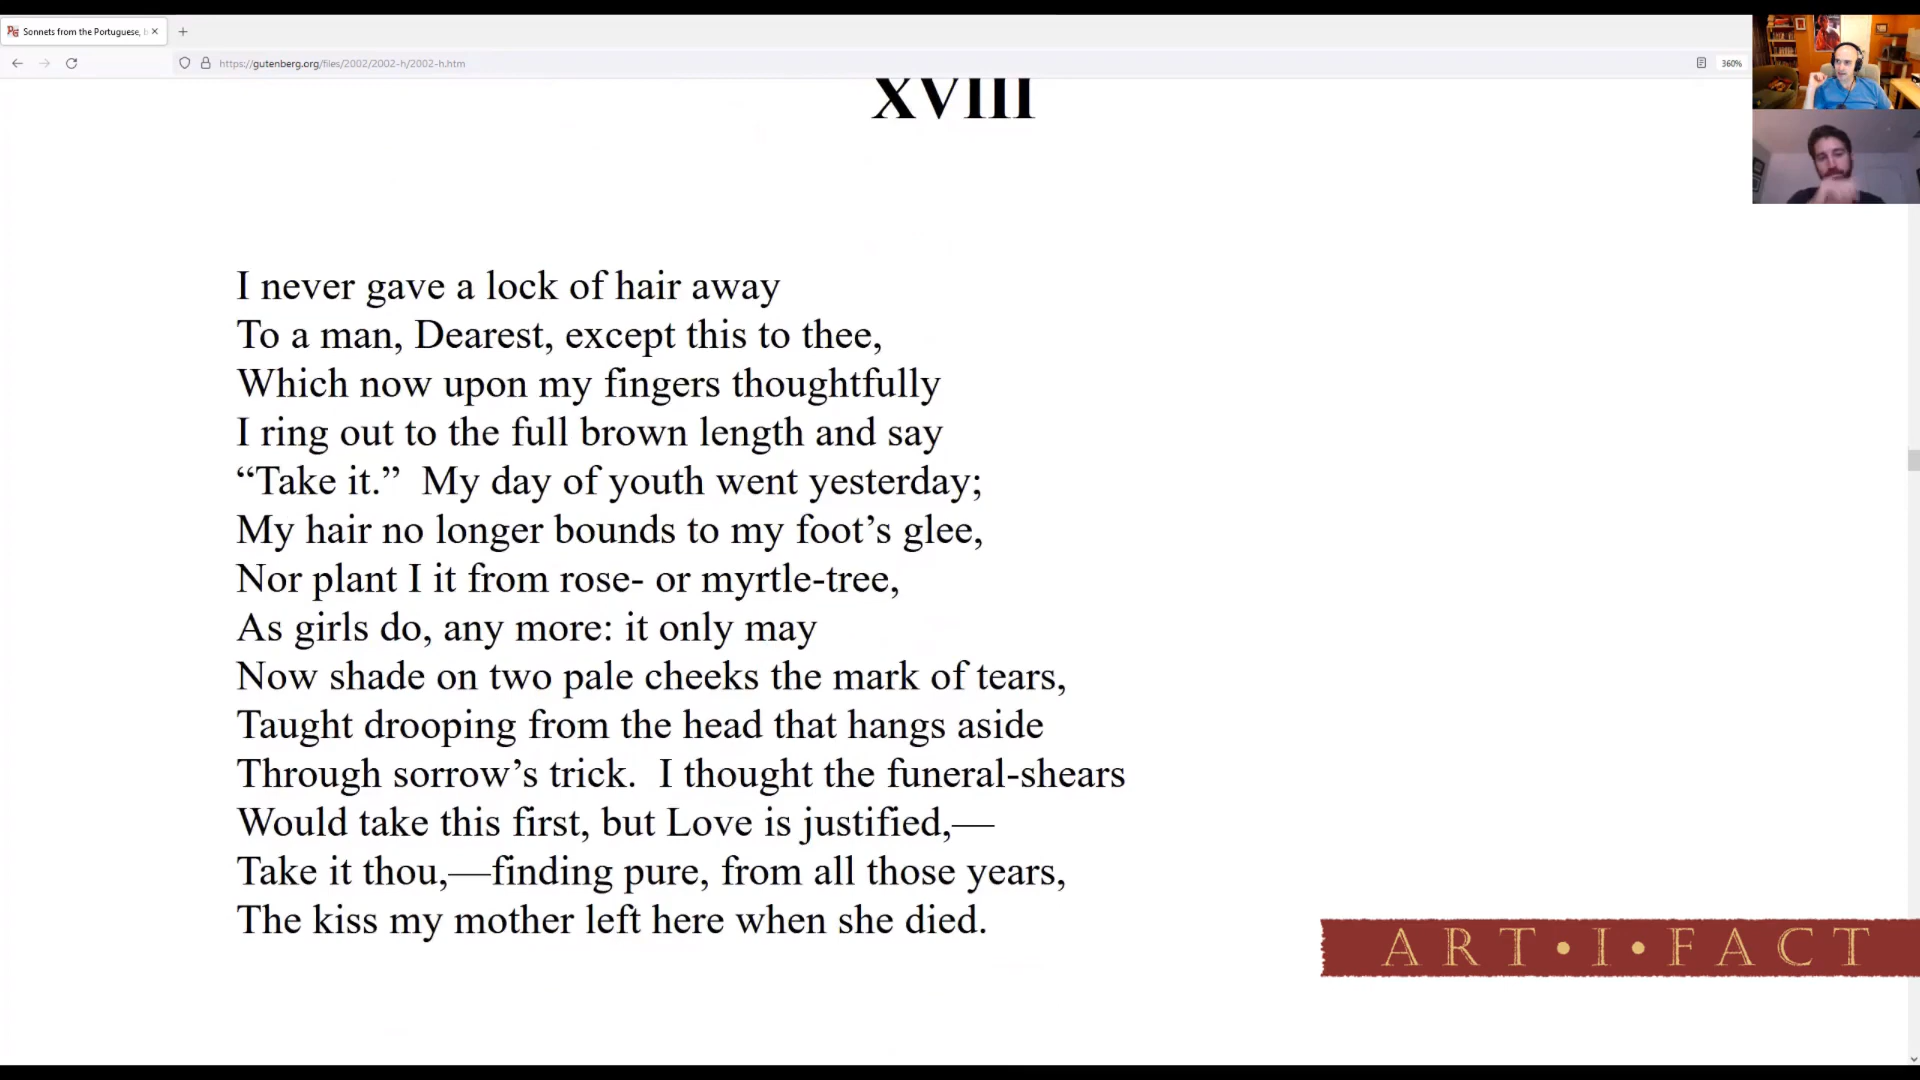 Sonnets from the Portuguese,
https://gutenberg.org/files/2002/2002-h/2002-h.htm
360%
XVIII
I never gave a lock of hair away
To a man, Dearest, except this to thee,
Which now upon my fingers thoughtfully
I ring out to the full brown length and say
“Take it.”  My day of youth went yesterday;
My hair no longer bounds to my foot’s glee,
Nor plant I it from rose- or myrtle-tree,
As girls do, any more: it only may
Now shade on two pale cheeks the mark of tears,
Taught drooping from the head that hangs aside
Through sorrow’s trick.  I thought the funeral-shears
Would take this first, but Love is justified,—
Take it thou,—finding pure, from all those years,
The kiss my mother left here when she died.
ART•I•FACT